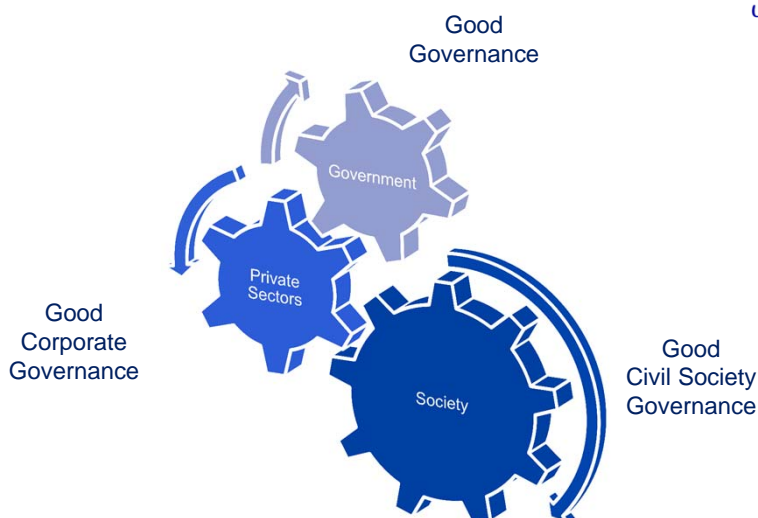 Good
Governance
Government
Private
Sectors
Good
Corporate
Governance
Society
Good
Civil Society
Governance